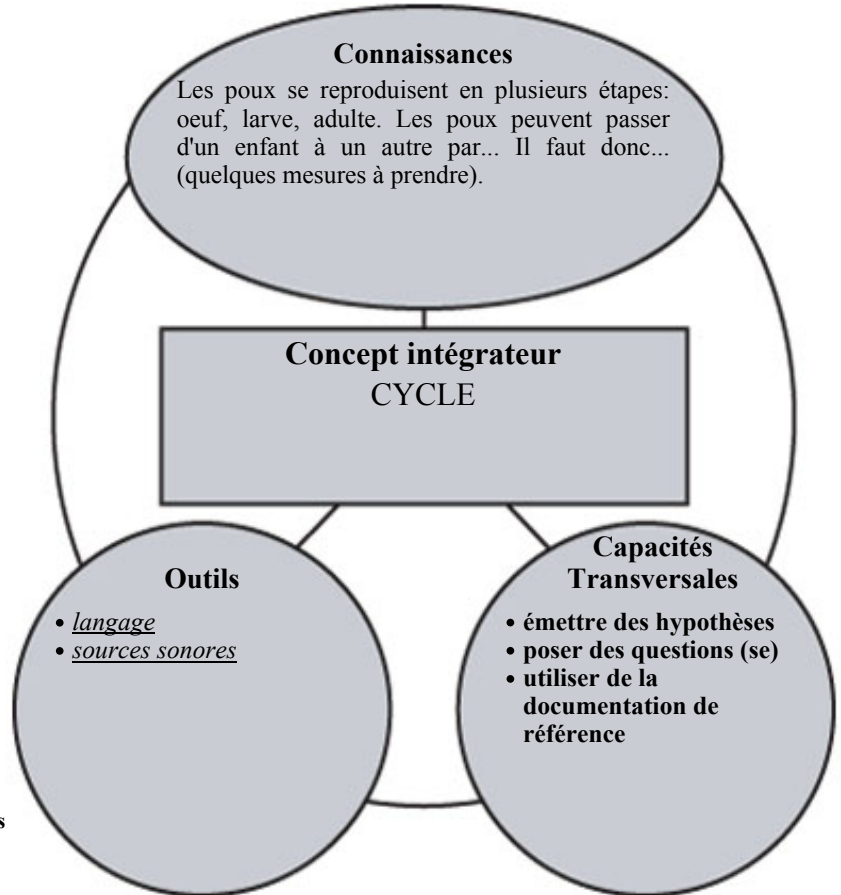 Connaissances
Les poux se reproduisent en plusieurs étapes:
oeuf, larve, adulte. Les poux peuvent passer
d'un enfant à un autre par... Il faut donc...
(quelques mesures à prendre).
Concept intégrateur
CYCLE
Outils
• langage
• sources sonores
Capacités
Transversales
• émettre des hypothèses
• poser des questions (se)
• utiliser de la
documentation de
référence
s